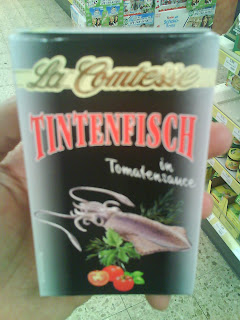 La Comtesse
TINTENFISCH
in
Tomatensauce